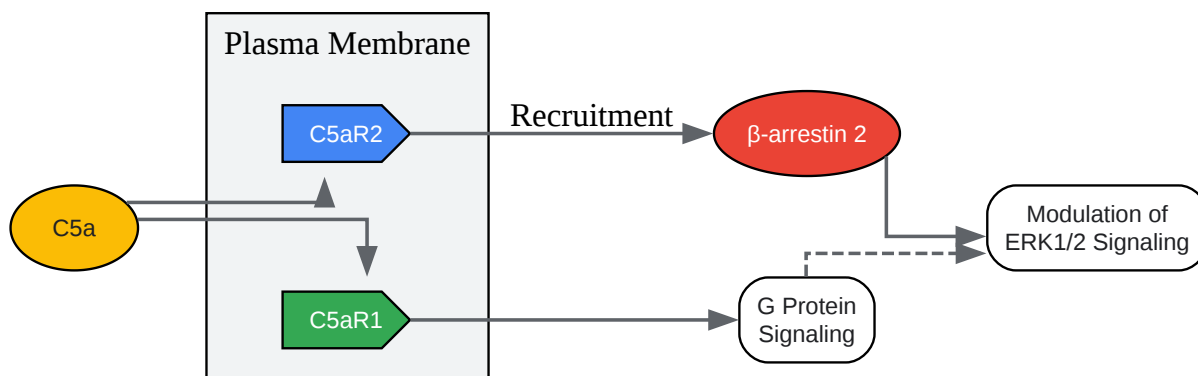 Plasma Membrane
C5aR2
Recruitment
β-arrestin 2
C5a
Modulation of
ERK1/2 Signaling
C5aR1
G Protein
Signaling